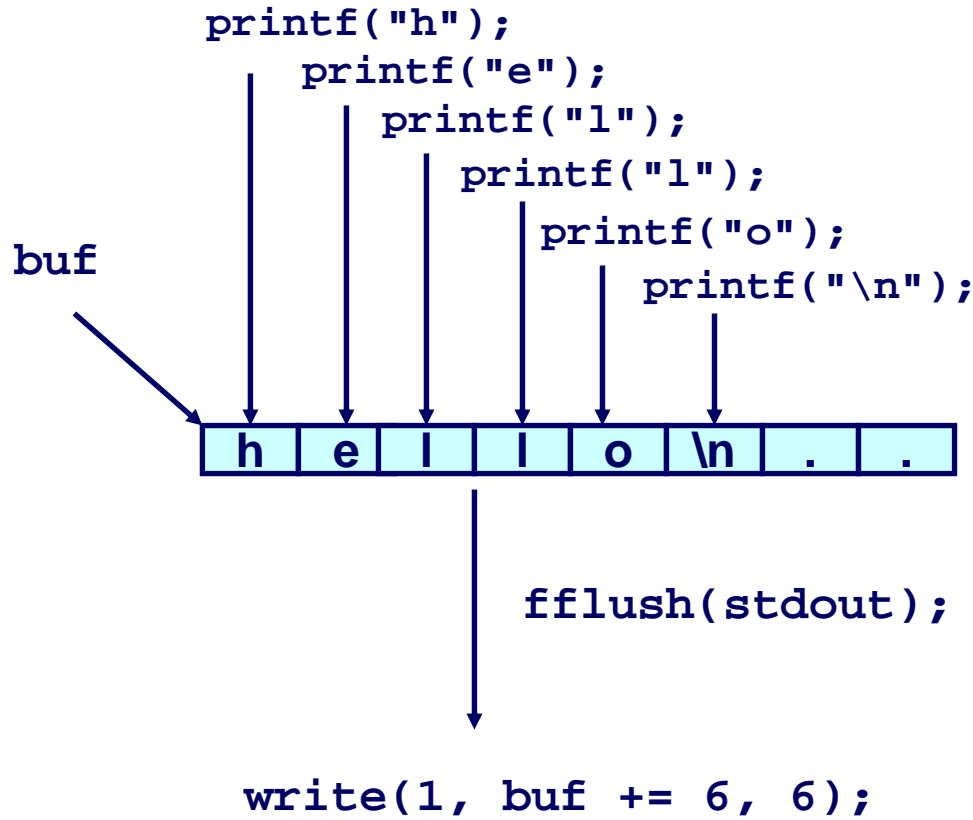 printf("h");
printf("e");
printf("l");
printf("l");
printf("o");
printf("\n");
buf
h e l l o \n . .
fflush(stdout);
write(1, buf += 6, 6);